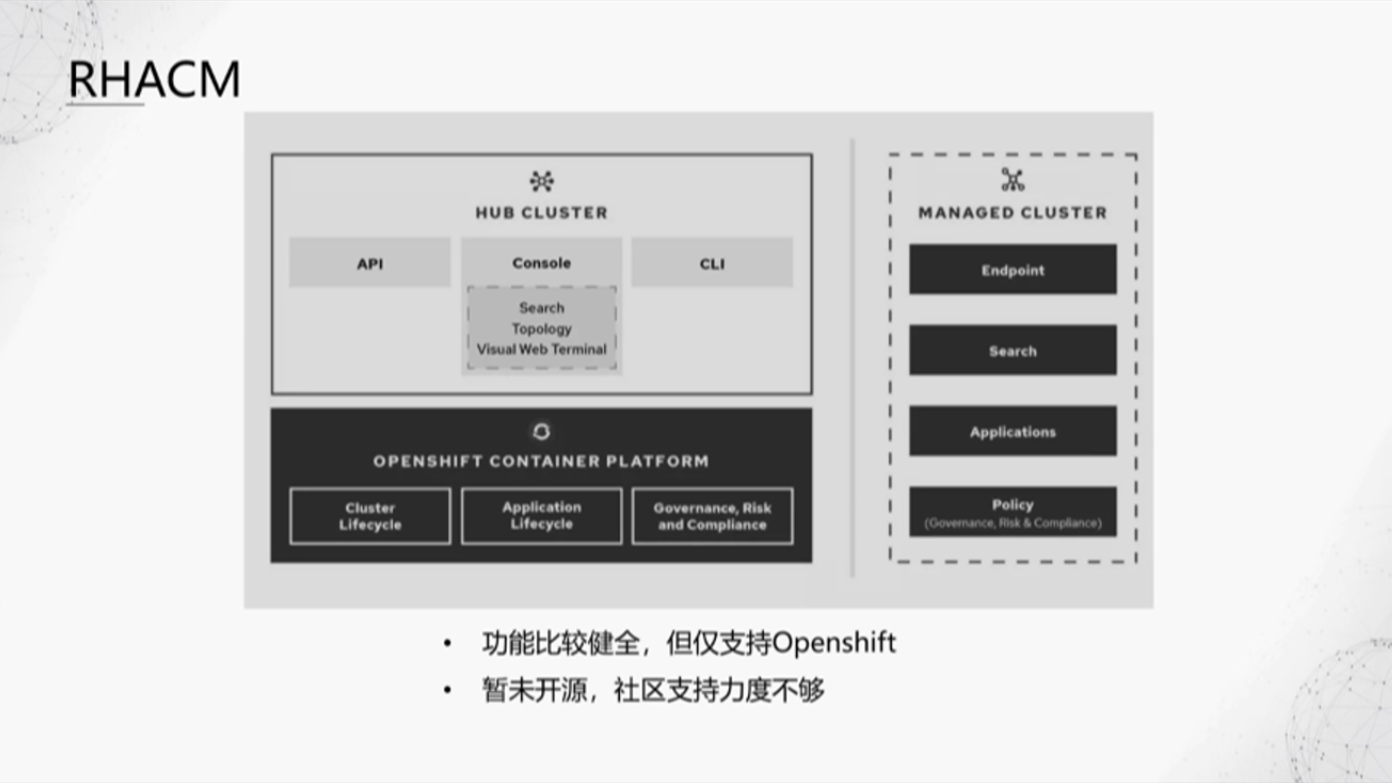 RHACM
HUB CLUSTER
API
Console
CLI
Search
Topology
Visual Web Terminal
OPENSHIFT CONTAINER PLATFORM
Cluster
Lifecycle
Application
Lifecycle
Governance, Risk
and Compliance
MANAGED CLUSTER
Endpoint
Search
Applications
Policy
(Governance, Risk & Compliance)
• 功能比较健全，但仅支持Openshift
• 暂未开源，社区支持力度不够